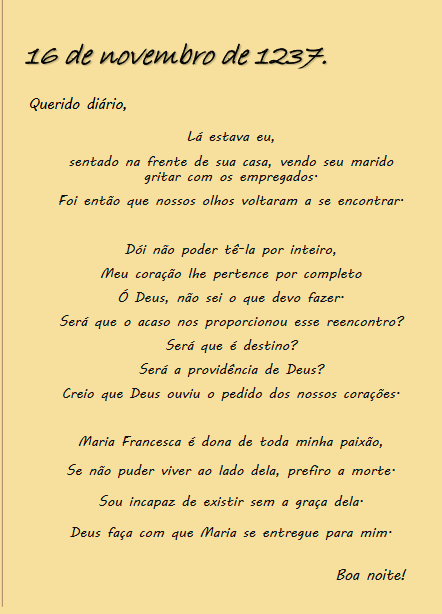 16 de novembro de 1237.
Querido diário,
Lá estava eu,
sentado na frente de sua casa, vendo seu marido
gritar com os empregados.
Foi então que nossos olhos voltaram a se encontrar.
Dói não poder tê-la por inteiro,
Meu coração lhe pertence por completo
Ó Deus, não sei o que devo fazer.
Será que o acaso nos proporcionou esse reencontro?
Será que é destino?
Será a providência de Deus?
Creio que Deus ouviu o pedido dos nossos corações.
Maria Francesca é dona de toda minha paixão,
Se não puder viver ao lado dela, prefiro a morte.
Sou incapaz de existir sem a graça dela.
Deus faça com que Maria se entregue para mim.
Boa noite!